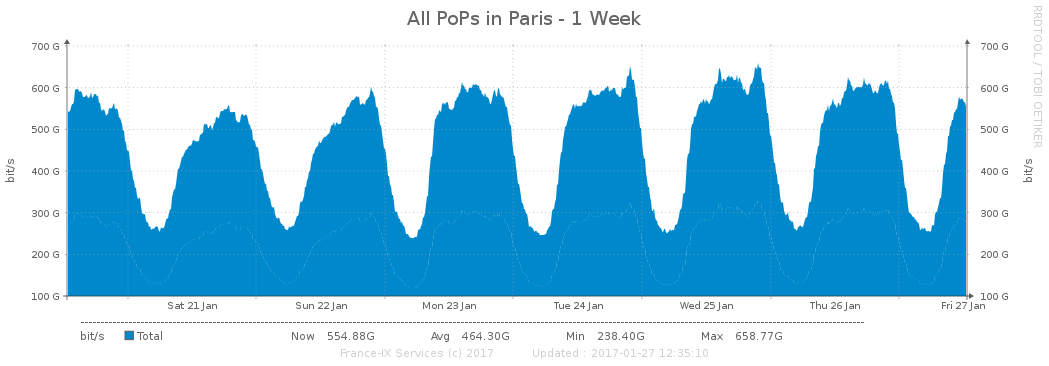 All PoPs in Paris - 1 Week
RRDTOOL / TOBI OETIKER
bit/s
bit/s
700 G 700 G
600 G 600 G
500 G 500 G
400 G 400 G
300 G 300 G
200 G 200 G
100 G 100 G
Sat 21 Jan Sun 22 Jan Mon 23 Jan Tue 24 Jan Wed 25 Jan Thu 26 Jan Fri 27 Jan
bit/s Total Now 554.88G Avg 464.30G Min 238.40G Max 658.77G
France-IX Services (c) 2017 Updated : 2017-01-27 12:35:10